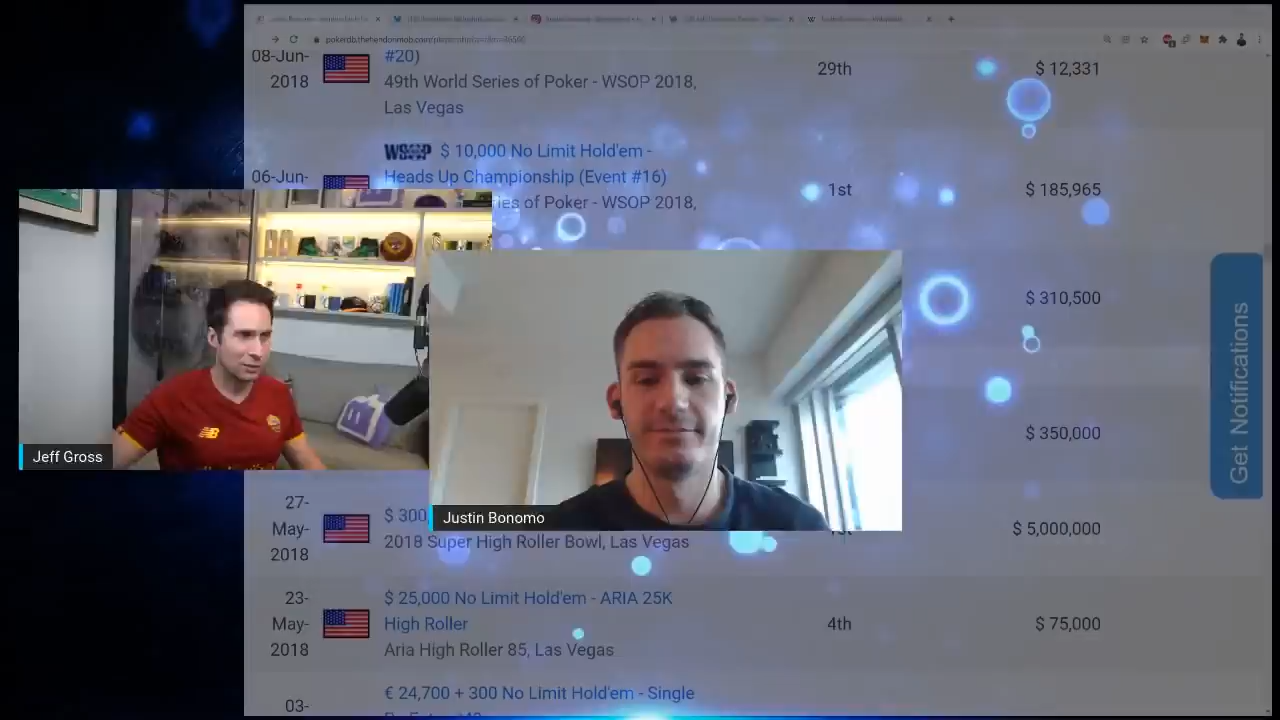 pokerdb.thehendonmob.com/
08-Jun-
2018
#20)
49th World Series of Poker - WSOP 2018,
Las Vegas
29th
$ 12,331
WSOP $ 10,000 No Limit Hold'em -
Heads Up Championship (Event #16)
06-Jun-
ies of Poker - WSOP 2018,
1st
$ 185,965
$ 310,500
$ 350,000
Get Notifications
Jeff Gross
Justin Bonomo
27-
May-
2018
$ 300
2018 Super High Roller Bowl, Las Vegas
$ 5,000,000
23-
May-
2018
$ 25,000 No Limit Hold'em - ARIA 25K
High Roller
Aria High Roller 85, Las Vegas
4th
$ 75,000
03-
€ 24,700 + 300 No Limit Hold'em - Single